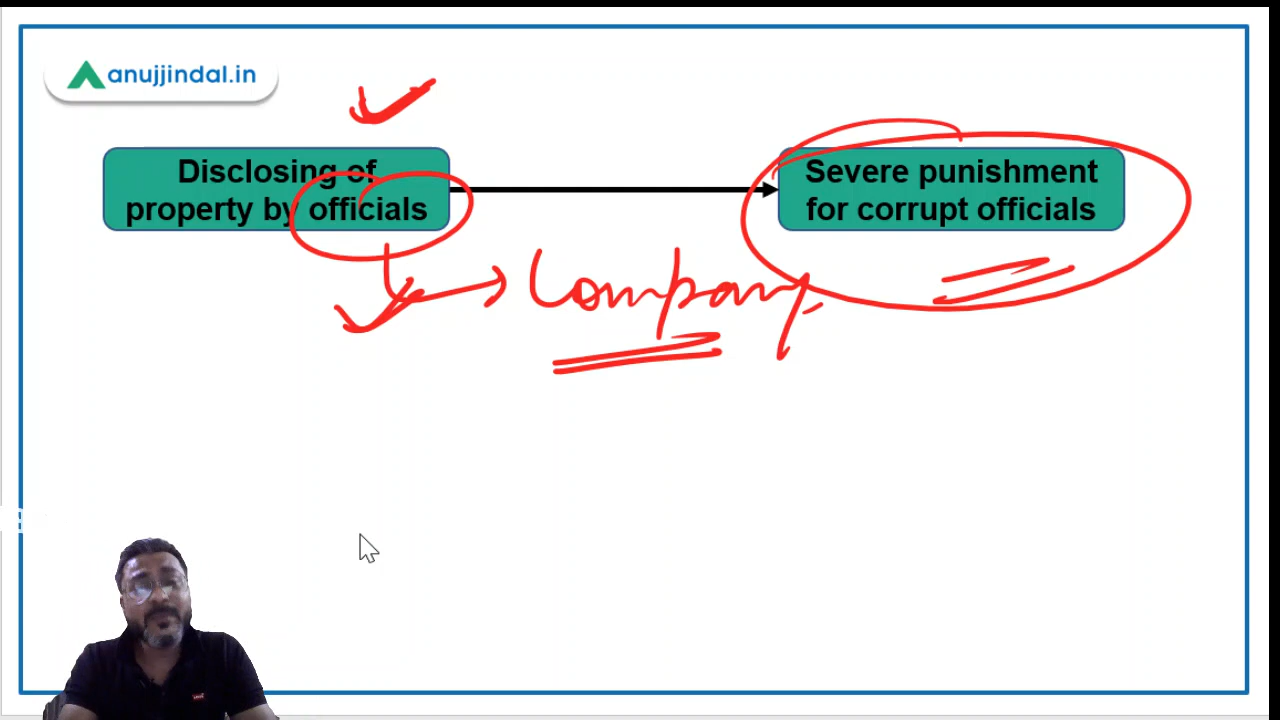 anujjindal.in
Disclosing of
property by officials
Severe punishment
for corrupt officials
Company